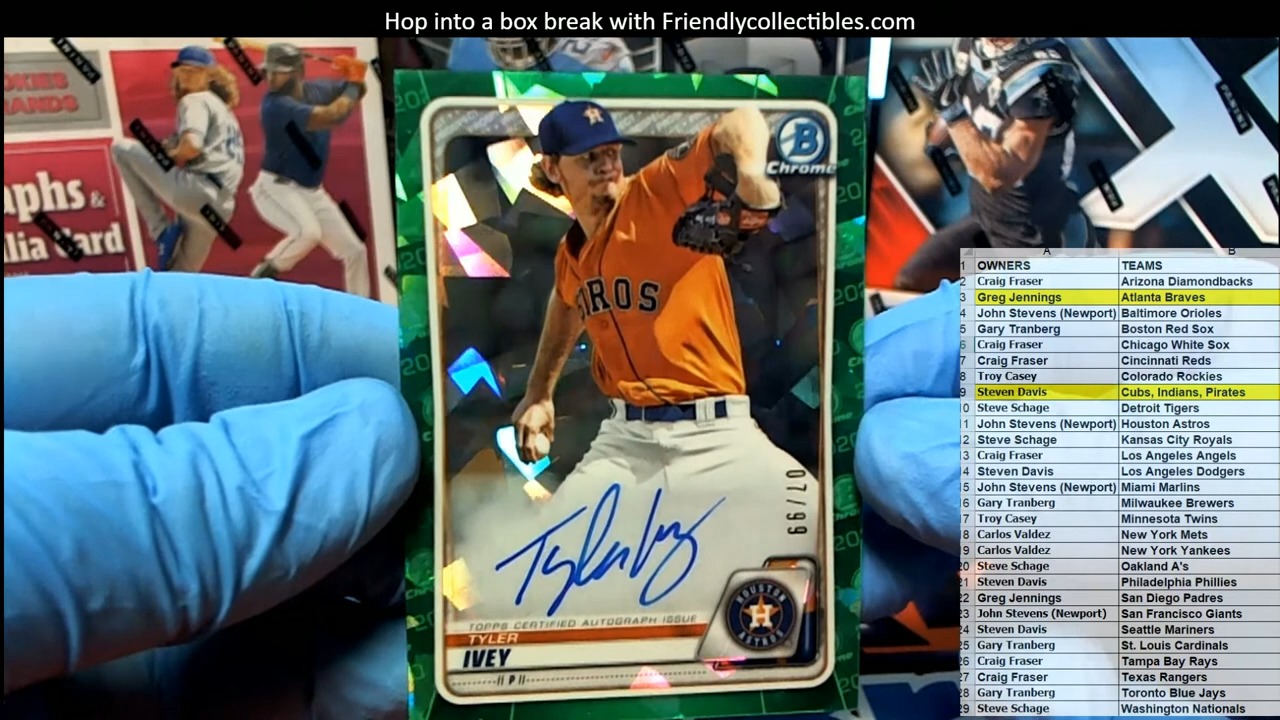 Hop into a box break with Friendlycollectibles.com
aphs &
lia Card
B
Chrome
ROS
07/99
Tyler Ivey
TOPPS CERTIFIED AUTOGRAPH ISSUE
TYLER
IVEY
P
HOUSTON
H
ASTROS
A B
1 OWNERS TEAMS
2 Craig Fraser Arizona Diamondbacks
3 Greg Jennings Atlanta Braves
4 John Stevens (Newport) Baltimore Orioles
5 Gary Tranberg Boston Red Sox
6 Craig Fraser Chicago White Sox
7 Craig Fraser Cincinnati Reds
8 Troy Casey Colorado Rockies
9 Steven Davis Cubs, Indians, Pirates
10 Steve Schage Detroit Tigers
11 John Stevens (Newport) Houston Astros
12 Steve Schage Kansas City Royals
13 Craig Fraser Los Angeles Angels
14 Steven Davis Los Angeles Dodgers
15 John Stevens (Newport) Miami Marlins
16 Gary Tranberg Milwaukee Brewers
17 Troy Casey Minnesota Twins
18 Carlos Valdez New York Mets
19 Carlos Valdez New York Yankees
20 Steve Schage Oakland A's
21 Steven Davis Philadelphia Phillies
22 Greg Jennings San Diego Padres
23 John Stevens (Newport) San Francisco Giants
24 Steven Davis Seattle Mariners
25 Gary Tranberg St. Louis Cardinals
26 Craig Fraser Tampa Bay Rays
27 Craig Fraser Texas Rangers
28 Gary Tranberg Toronto Blue Jays
29 Steve Schage Washington Nationals